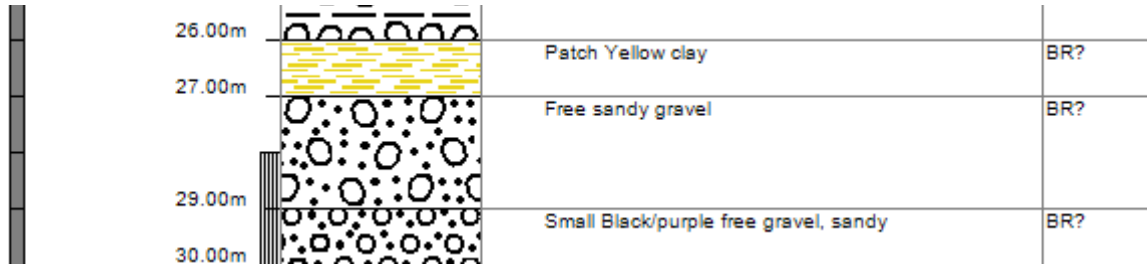 26.00m
Patch Yellow clay BR?
27.00m
Free sandy gravel BR?
29.00m
Small Black/purple free gravel, sandy BR?
30.00m